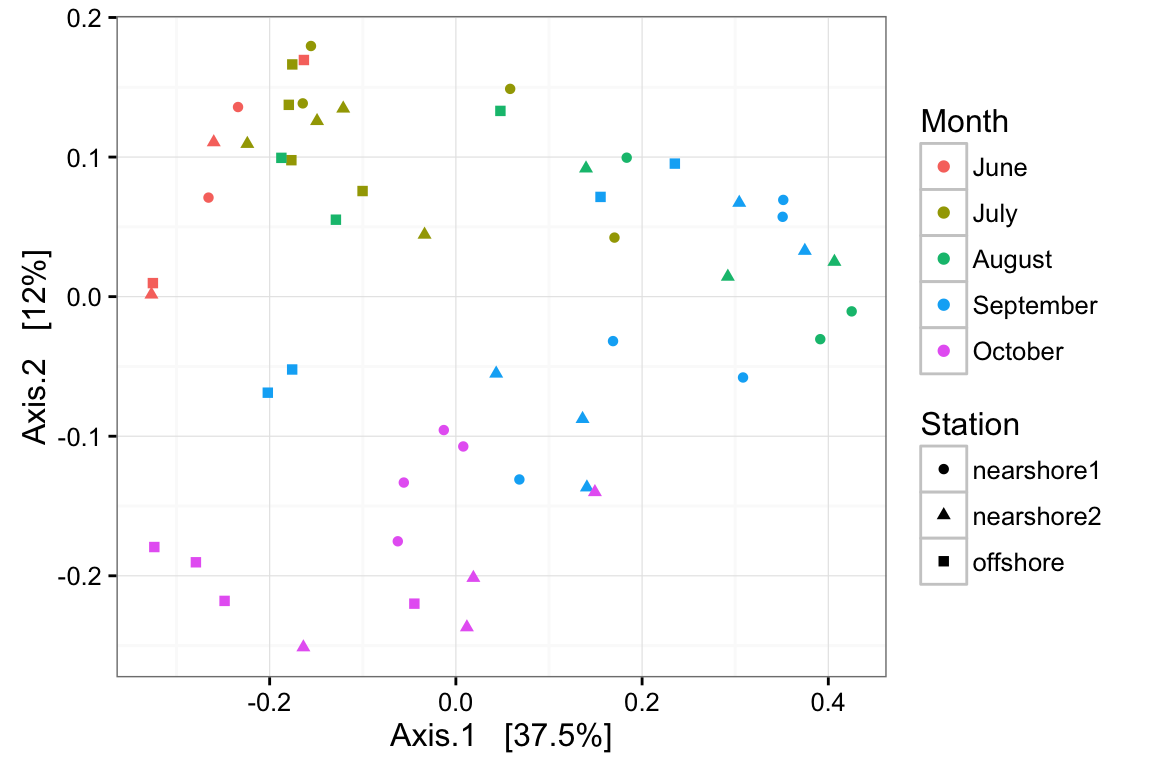 0.2
0.1
0.0
-0.1
-0.2
Axis.2 [12%]
-0.2 0.0 0.2 0.4
Axis.1 [37.5%]
Month
June
July
August
September
October
Station
nearshore1
nearshore2
offshore